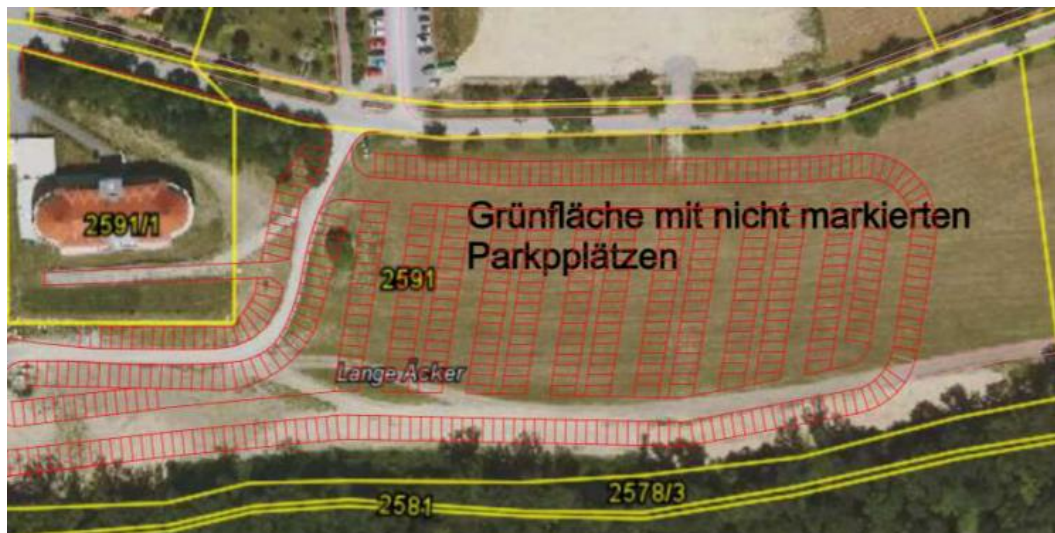 Grünfläche mit nicht markierten
Parkpplätzen
2591/1
2591
Lange Äcker
2578/3
2581